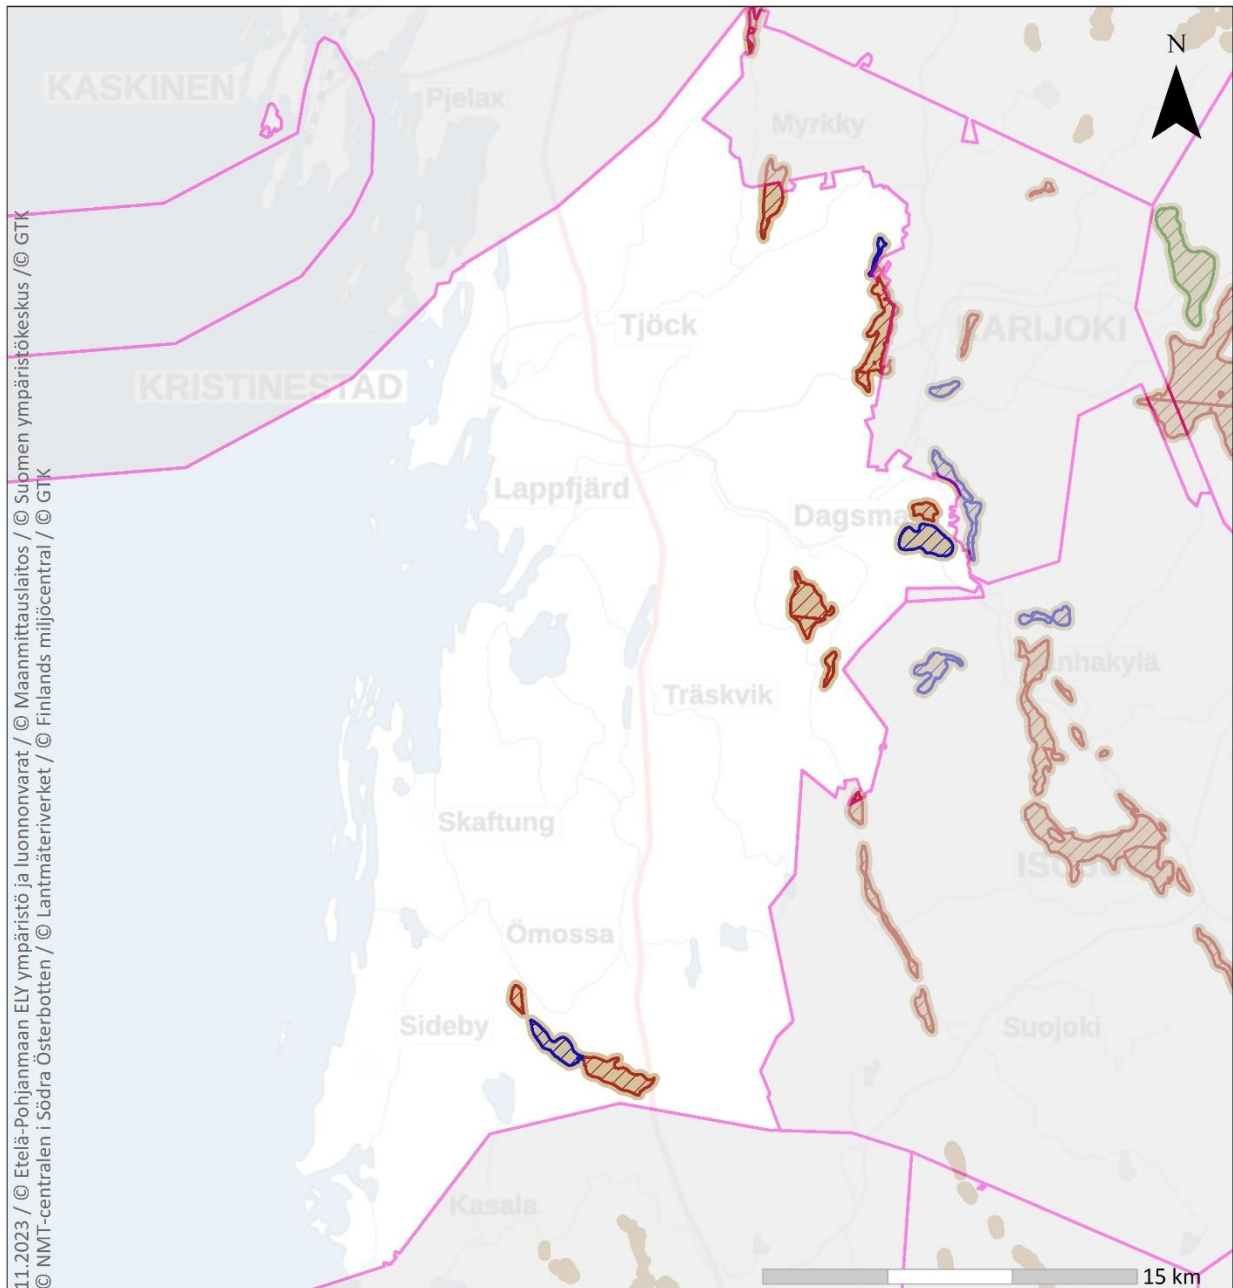 N
KASKINEN
Pjelax
Myrkky
Tjöck
KARIJOKI
KRISTINESTAD
Lappfjärd
Träskvik
Skaftung
Ömossa
Sideby
Suojoki
Kasala
15 km
11.2023 / © Etelä-Pohjanmaan ELY ympäristö ja luonnonvarat / © Maanmittauslaitos / © Suomen ympäristökeskus /© GTK
© NMT-centralen i Södra Österbotten / © Lantmäteriverket / © Finlands miljöcentral / © GTK